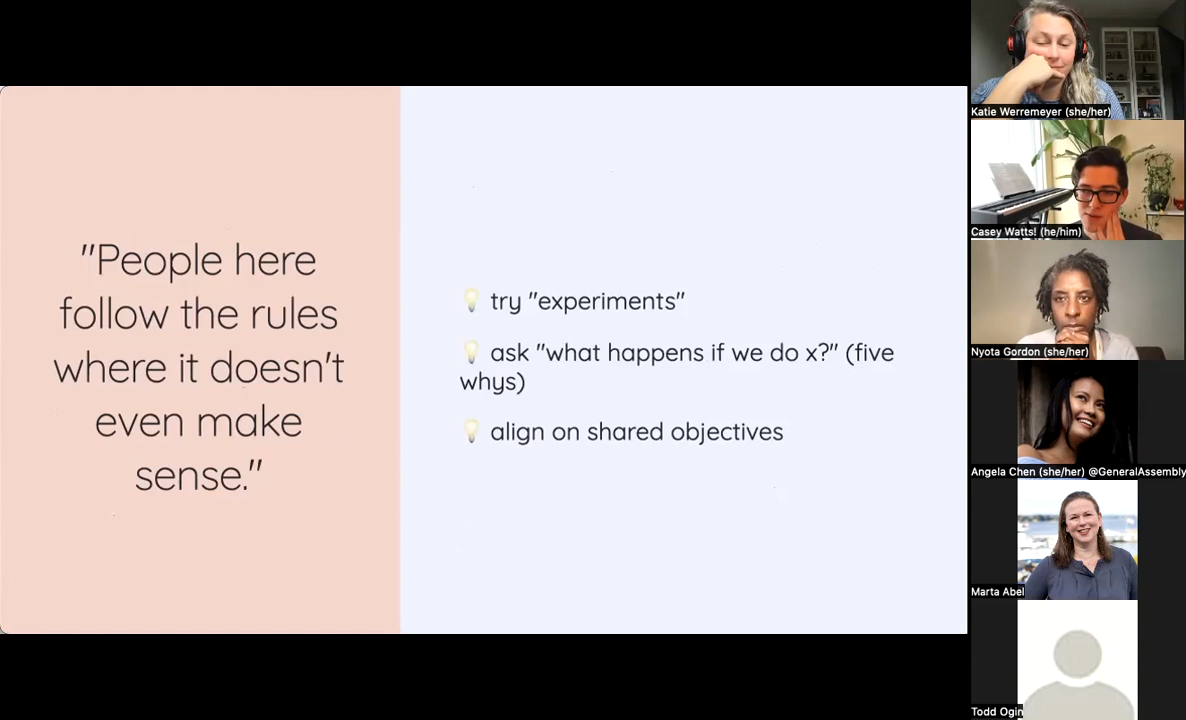 "People here
follow the rules
where it doesn't
even make
sense."
💡 try "experiments"
💡 ask "what happens if we do x?" (five
whys)
💡 align on shared objectives
Katie Werremeyer (she/her)
Casey Watts! (he/him)
Nyota Gordon (she/her)
Angela Chen (she/her) @GeneralAssembly
Marta Abel
Todd Ogin